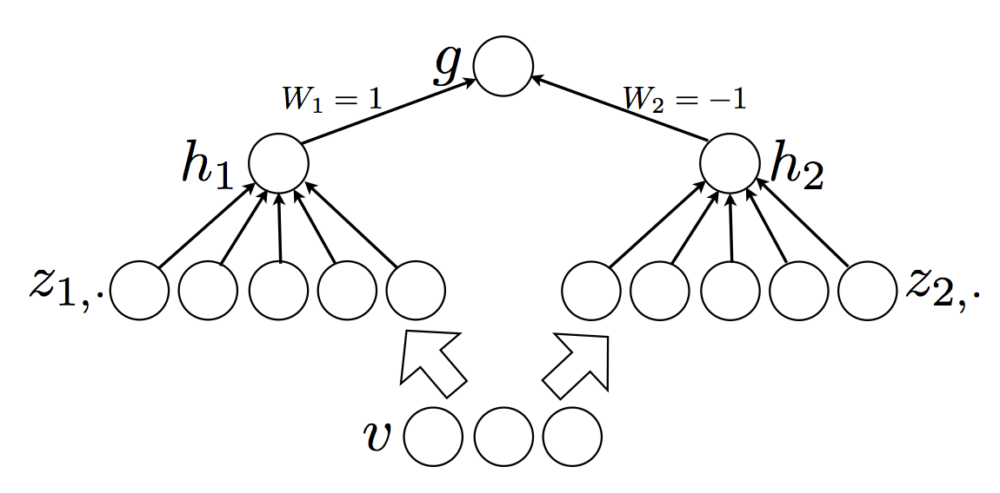 g
W₁ = 1
W₂ = −1
h₁
h₂
z₁,.
z₂,.
v